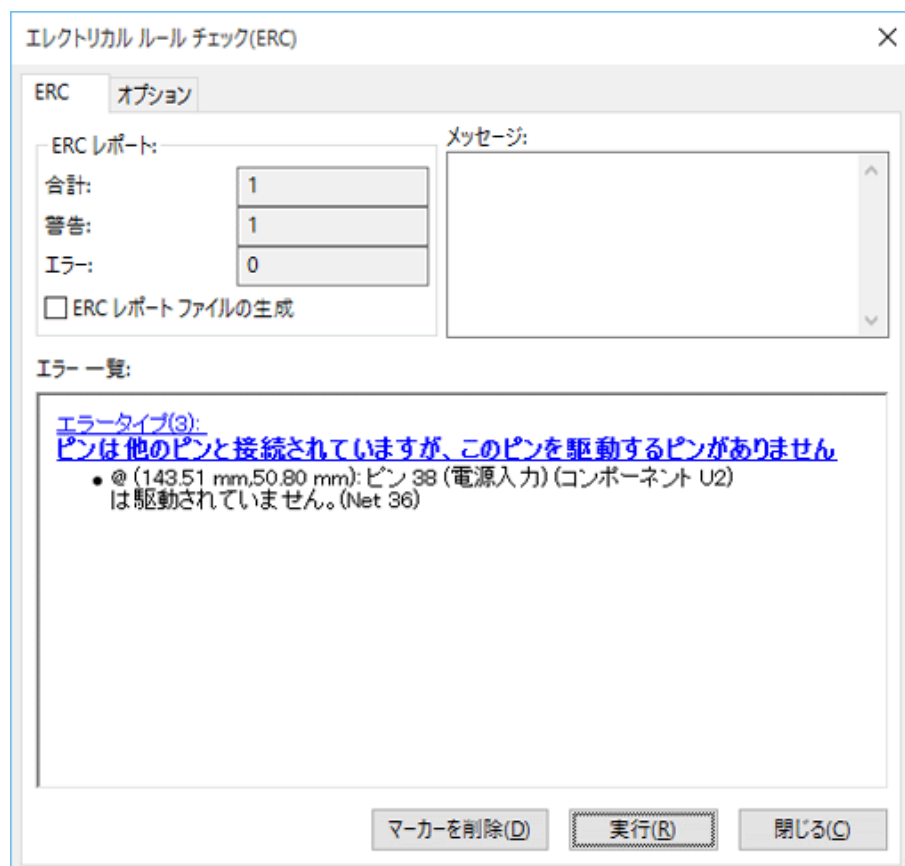 エレクトリカル ルール チェック(ERC)
ERC
オプション
ERC レポート:
合計:
1
警告:
1
エラー:
0
ERC レポート ファイルの生成
メッセージ:
エラー 一覧:
エラータイプ(3):
ピンは他のピンと接続されていますが、このピンを駆動するピンがありません
• @ (143.51 mm,50.80 mm): ピン 38 (電源入力) (コンポーネント U2)
は駆動されていません。(Net 36)
マーカーを削除(D)
実行(R)
閉じる(C)